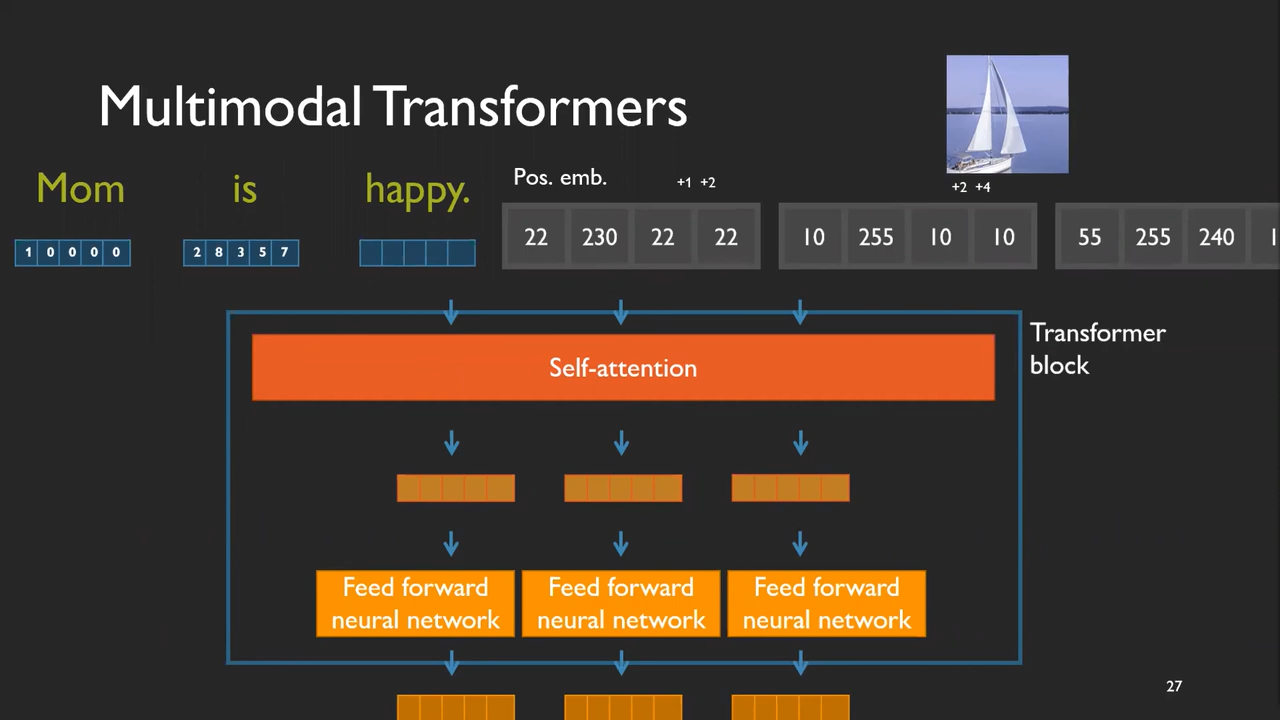 Multimodal Transformers
Mom is happy.
Pos. emb. +1 +2 +2 +4
1 0 0 0 0 2 8 3 5 7
22 230 22 22 10 255 10 10 55 255 240 1
Transformer
block
Self-attention
Feed forward
neural network
Feed forward
neural network
Feed forward
neural network
27